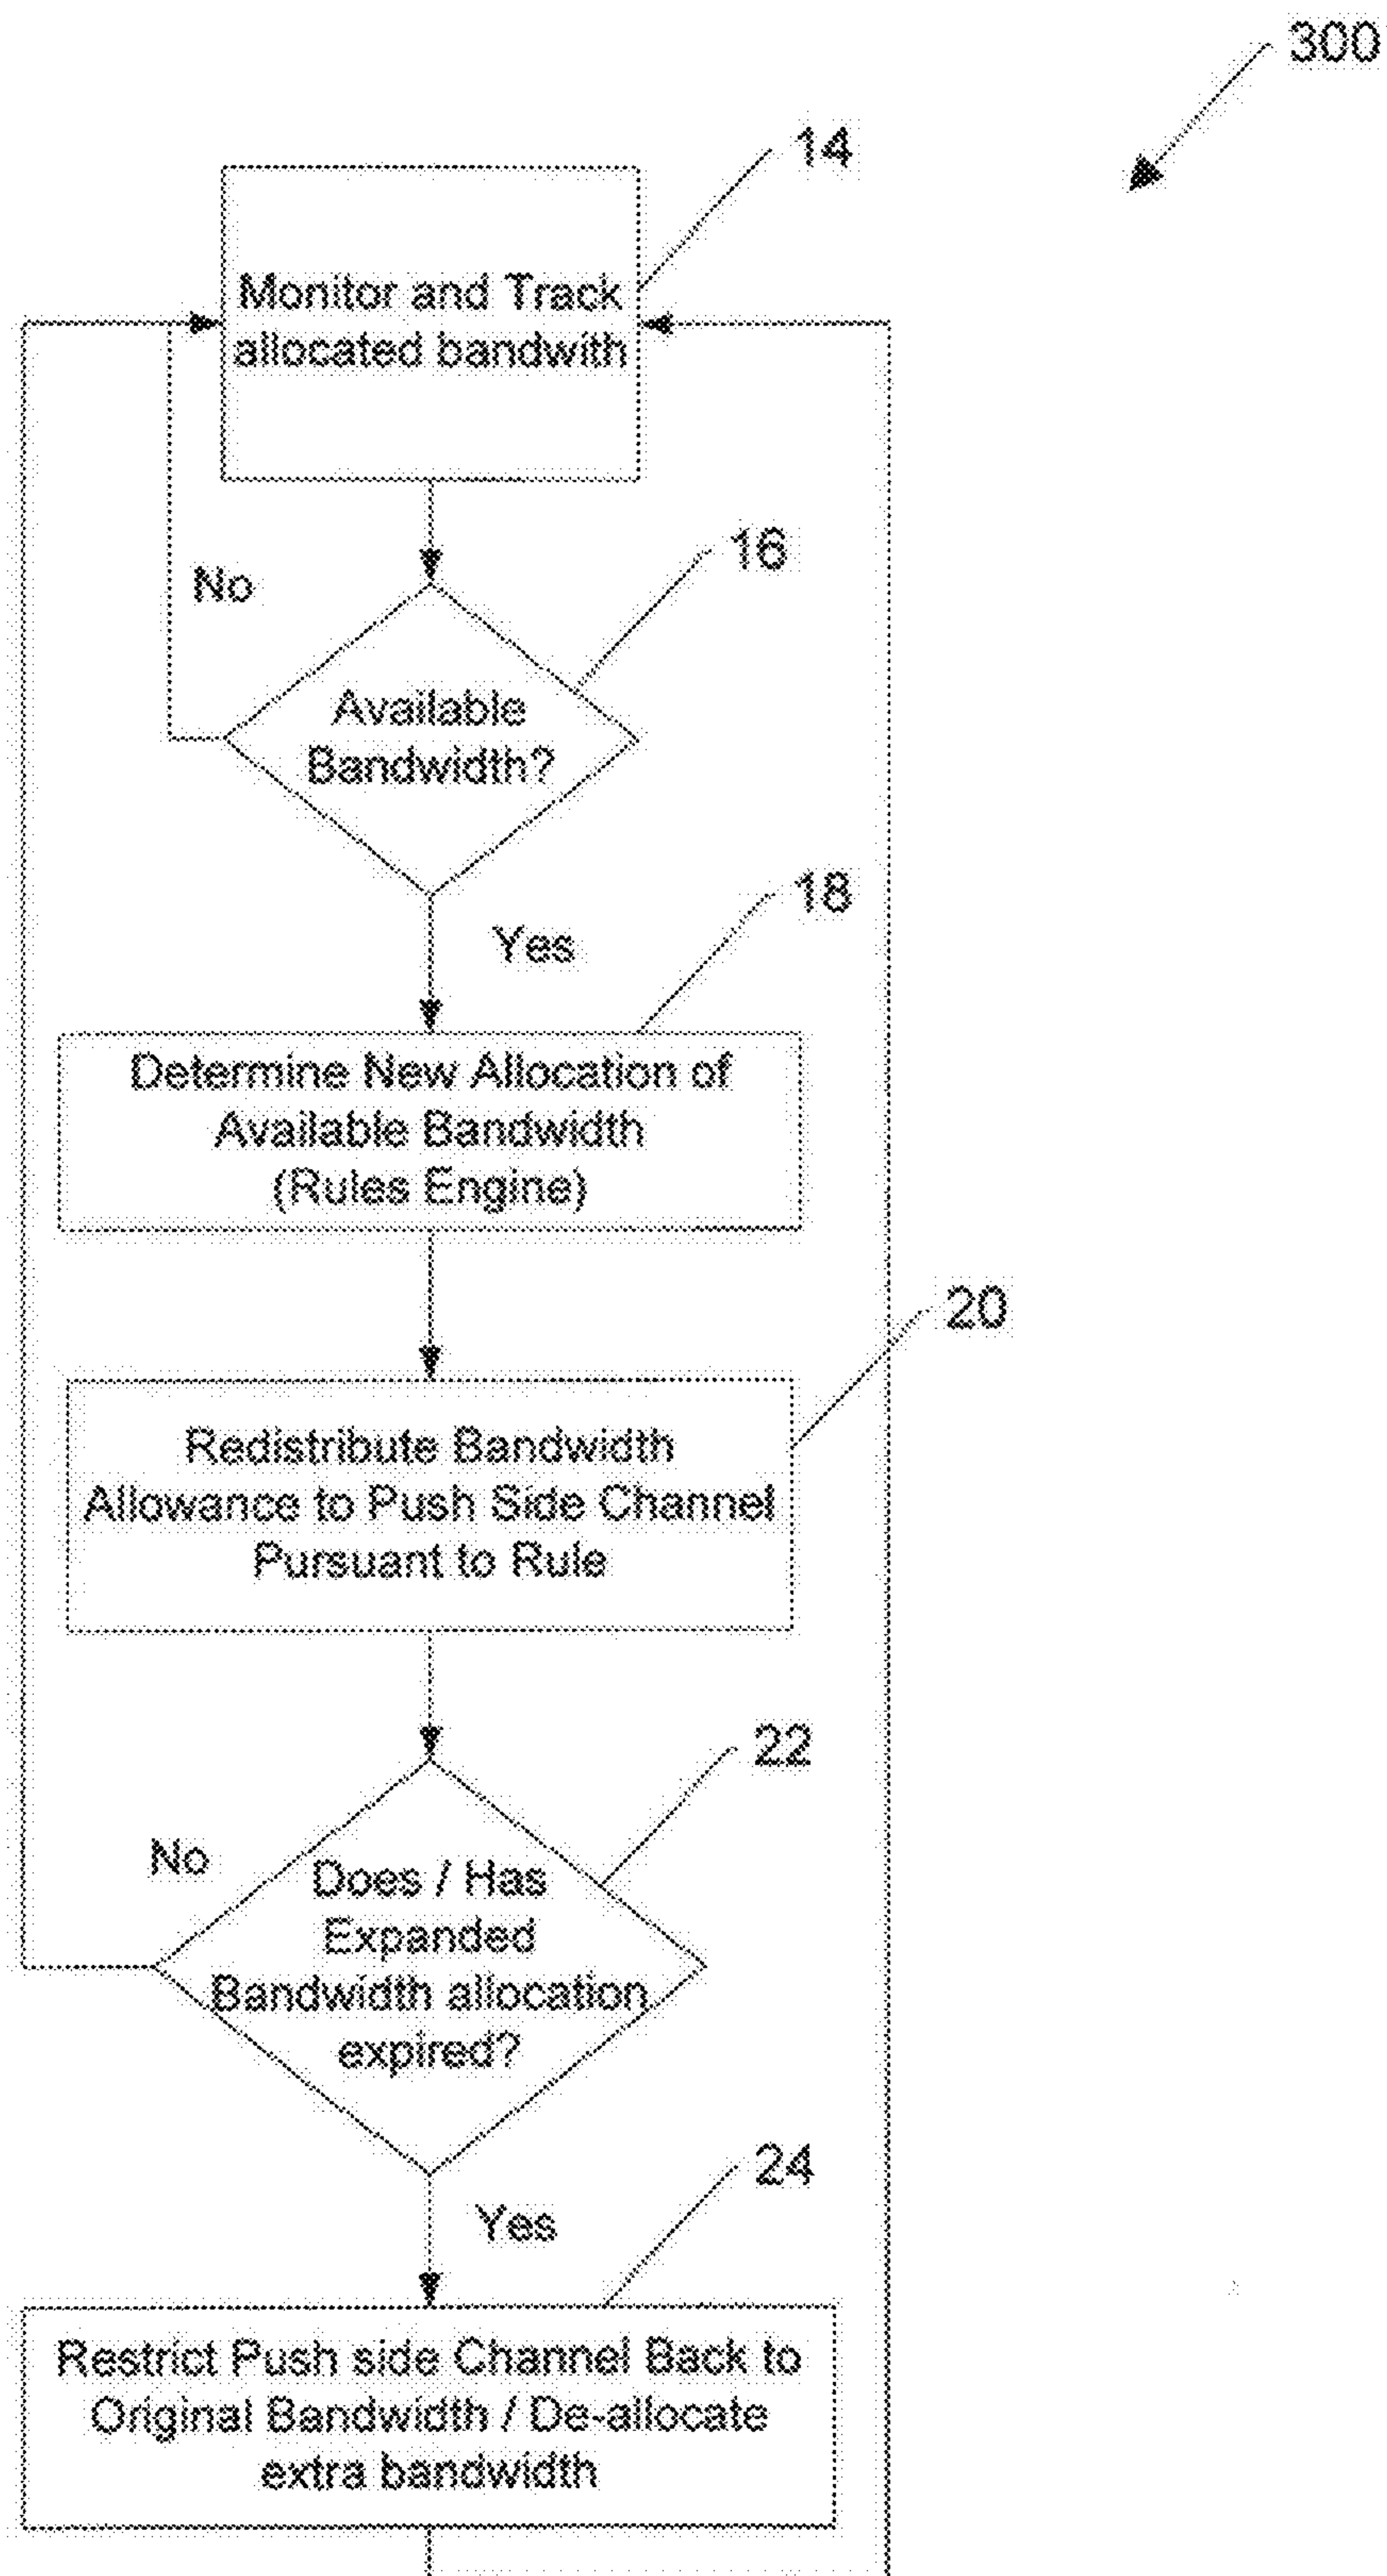 300
14
Monitor and Track
allocated bandwith
No
16
Available
Bandwidth?
18
Yes
Determine New Allocation of
Available Bandwidth
(Rules Engine)
20
Redistribute Bandwidth
Allowance to Push Side Channel
Pursuant to Rule
22
No
Does / Has
Expanded
Bandwidth allocation
expired?
24
Yes
Restrict Push side Channel Back to
Original Bandwidth / De-allocate
extra bandwidth